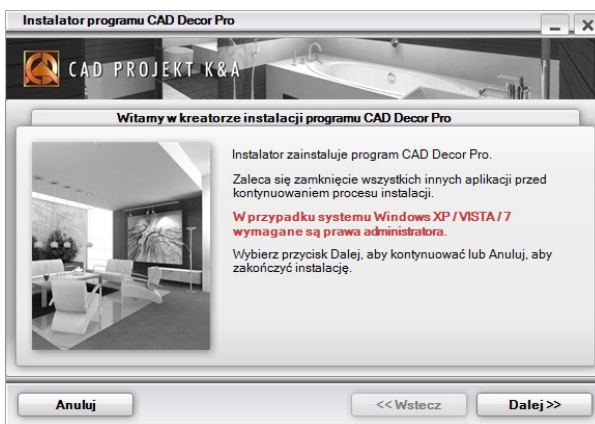 Instalator programu CAD Decor Pro
CAD PROJEKT K&A
Witamy w kreatorze instalacji programu CAD Decor Pro
Instalator zainstaluje program CAD Decor Pro.
Zaleca się zamknięcie wszystkich innych aplikacji przed
kontynuowaniem procesu instalacji.
W przypadku systemu Windows XP / VISTA / 7
wymagane są prawa administratora.
Wybierz przycisk Dalej, aby kontynuować lub Anuluj, aby
zakończyć instalację.
Anuluj
<< Wstecz
Dalej >>